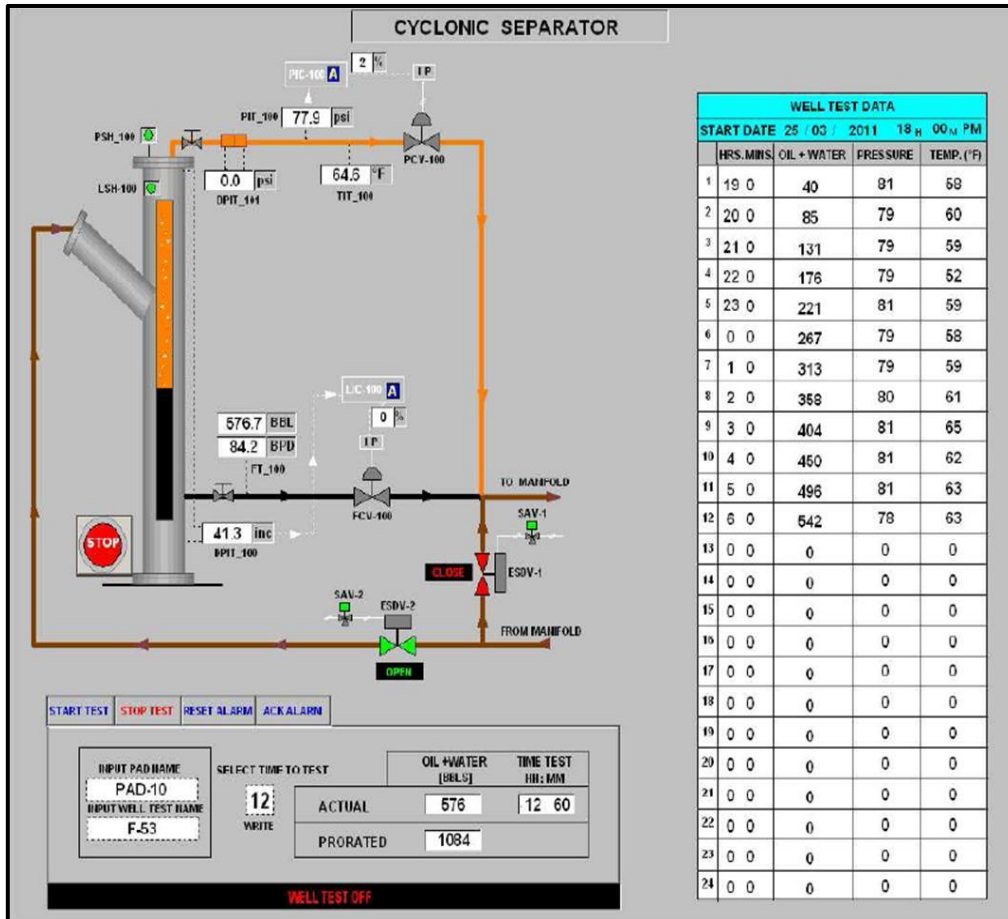 CYCLONIC SEPARATOR
2 %
PIC-100 A
I P
PIT_100 77.9 psi
PSH_100
PCV-100
LSH-100
0.0 psi
64.6 °F
DPIT_101
TIT_100
LIC-100 A
0 %
576.7 BBL
I P
84.2 BPD
FT_100
TO MANIFOLD
FCV-100
SAV-1
41.3 inc
STOP
DPIT_100
CLOSE
ESDV-1
SAV-2
ESDV-2
FROM MANIFOLD
OPEN
WELL TEST DATA
START DATE 25 / 03 / 2011 18 H 00 M PM
HRS. MINS. OIL + WATER PRESSURE TEMP. (°F)
1 19 0 40 81 58
2 20 0 85 79 60
3 21 0 131 79 59
4 22 0 176 79 52
5 23 0 221 81 59
6 0 0 267 79 58
7 1 0 313 79 59
8 2 0 358 80 61
9 3 0 404 81 65
10 4 0 450 81 62
11 5 0 496 81 63
12 6 0 542 78 63
13 0 0 0 0 0
14 0 0 0 0 0
15 0 0 0 0 0
16 0 0 0 0 0
17 0 0 0 0 0
18 0 0 0 0 0
19 0 0 0 0 0
20 0 0 0 0 0
21 0 0 0 0 0
22 0 0 0 0 0
23 0 0 0 0 0
24 0 0 0 0 0
START TEST STOP TEST RESET ALARM ACK ALARM
INPUT PAD NAME
PAD-10
INPUT WELL TEST NAME
F-53
SELECT TIME TO TEST
12
WRITE
OIL +WATER TIME TEST
[BBLS] HH : MM
ACTUAL 576 12 60
PRORATED 1084
WELL TEST OFF